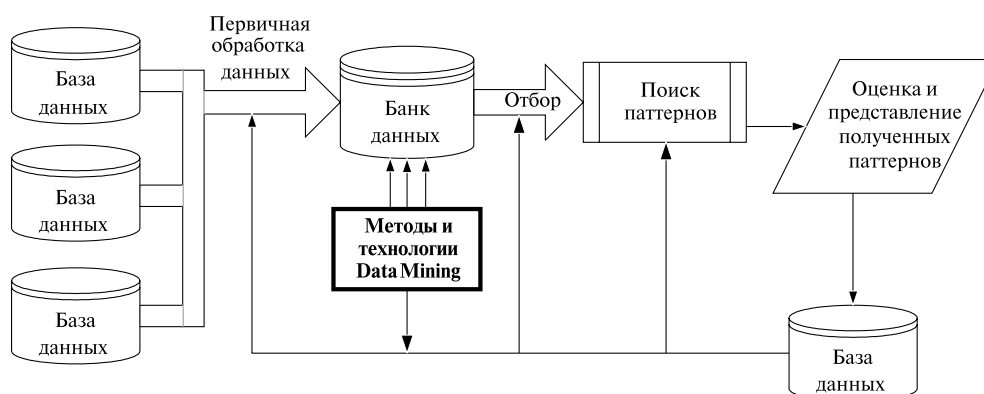 База
данных
База
данных
База
данных
Первичная
обработка
данных
Банк
данных
Методы и
технологии
Data Mining
Отбор
Поиск
паттернов
Оценка и
представление
полученных
паттернов
База
данных